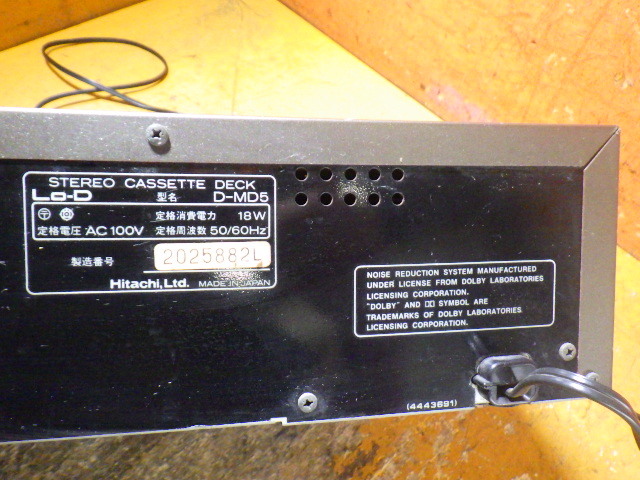 STEREO CASSETTE DECK
Lo-D 型名 D-MD5
定格消費電力 18W
定格電圧 AC 100V 定格周波数 50/60Hz
製造番号 2025882L
Hitachi, Ltd. MADE IN JAPAN
NOISE REDUCTION SYSTEM MANUFACTURED
UNDER LICENSE FROM DOLBY LABORATORIES
LICENSING CORPORATION.
"DOLBY" AND SYMBOL ARE
TRADEMARKS OF DOLBY LABORATORIES
LICENSING CORPORATION.
(4443691)